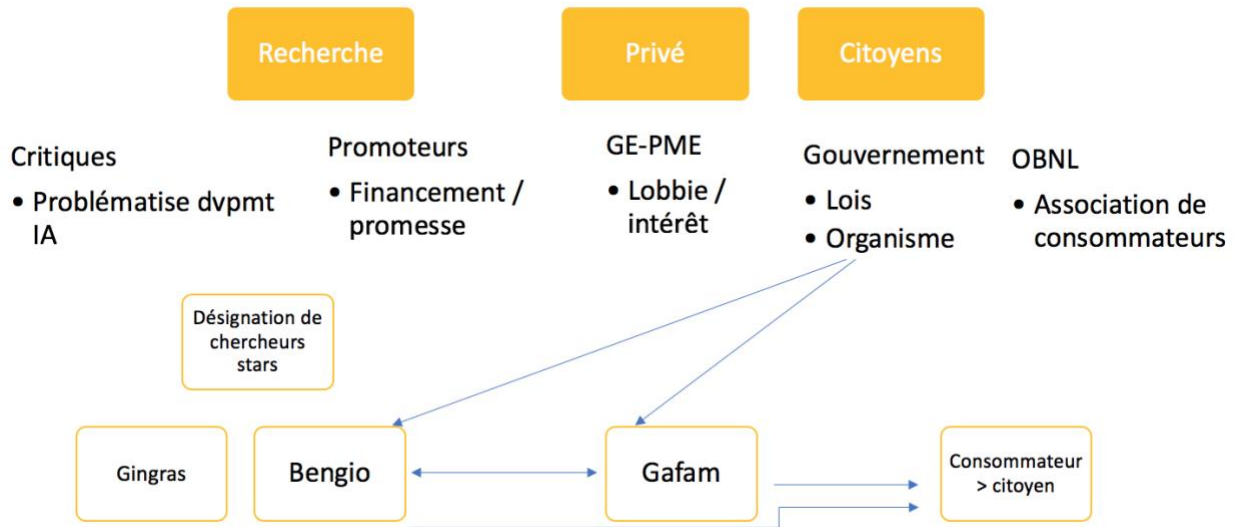 Recherche
Privé
Citoyens
Critiques
• Problématise dvpmt
IA
Promoteurs
• Financement /
promesse
GE-PME
• Lobbie /
intérêt
Gouvernement
• Lois
• Organisme
OBNL
• Association de
consommateurs
Désignation de
chercheurs
stars
Gingras
Bengio
Gafam
Consommateur
> citoyen